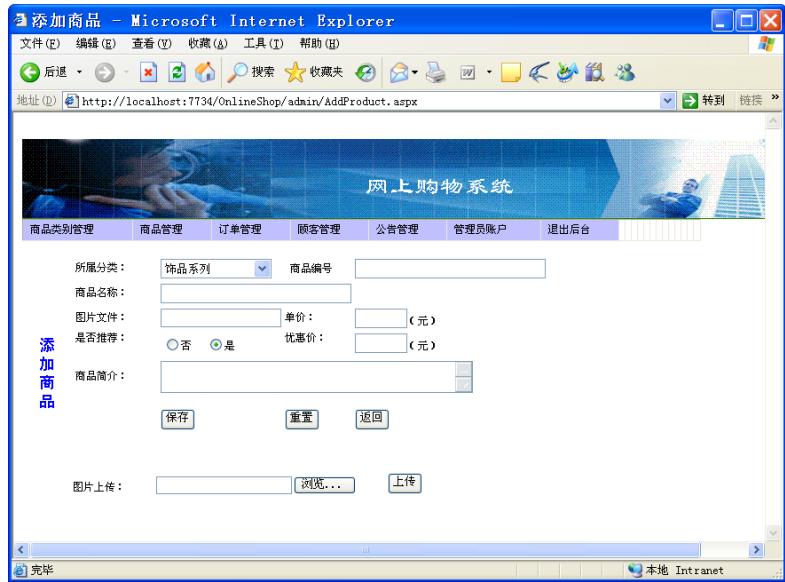 添加商品 - Microsoft Internet Explorer
文件(F) 编辑(E) 查看(V) 收藏(A) 工具(T) 帮助(H)
后退 搜索 收藏夹
地址(D) http://localhost:7734/OnlineShop/admin/AddProduct.aspx 转到 链接 »
网上购物系统
商品类别管理 商品管理 订单管理 顾客管理 公告管理 管理员账户 退出后台
所属分类： 饰品系列 商品编号
商品名称：
图片文件： 单价： (元)
是否推荐： 否 是 优惠价： (元)
添加商品
商品简介：
保存 重置 返回
图片上传： 浏览... 上传
完毕 本地 Intranet